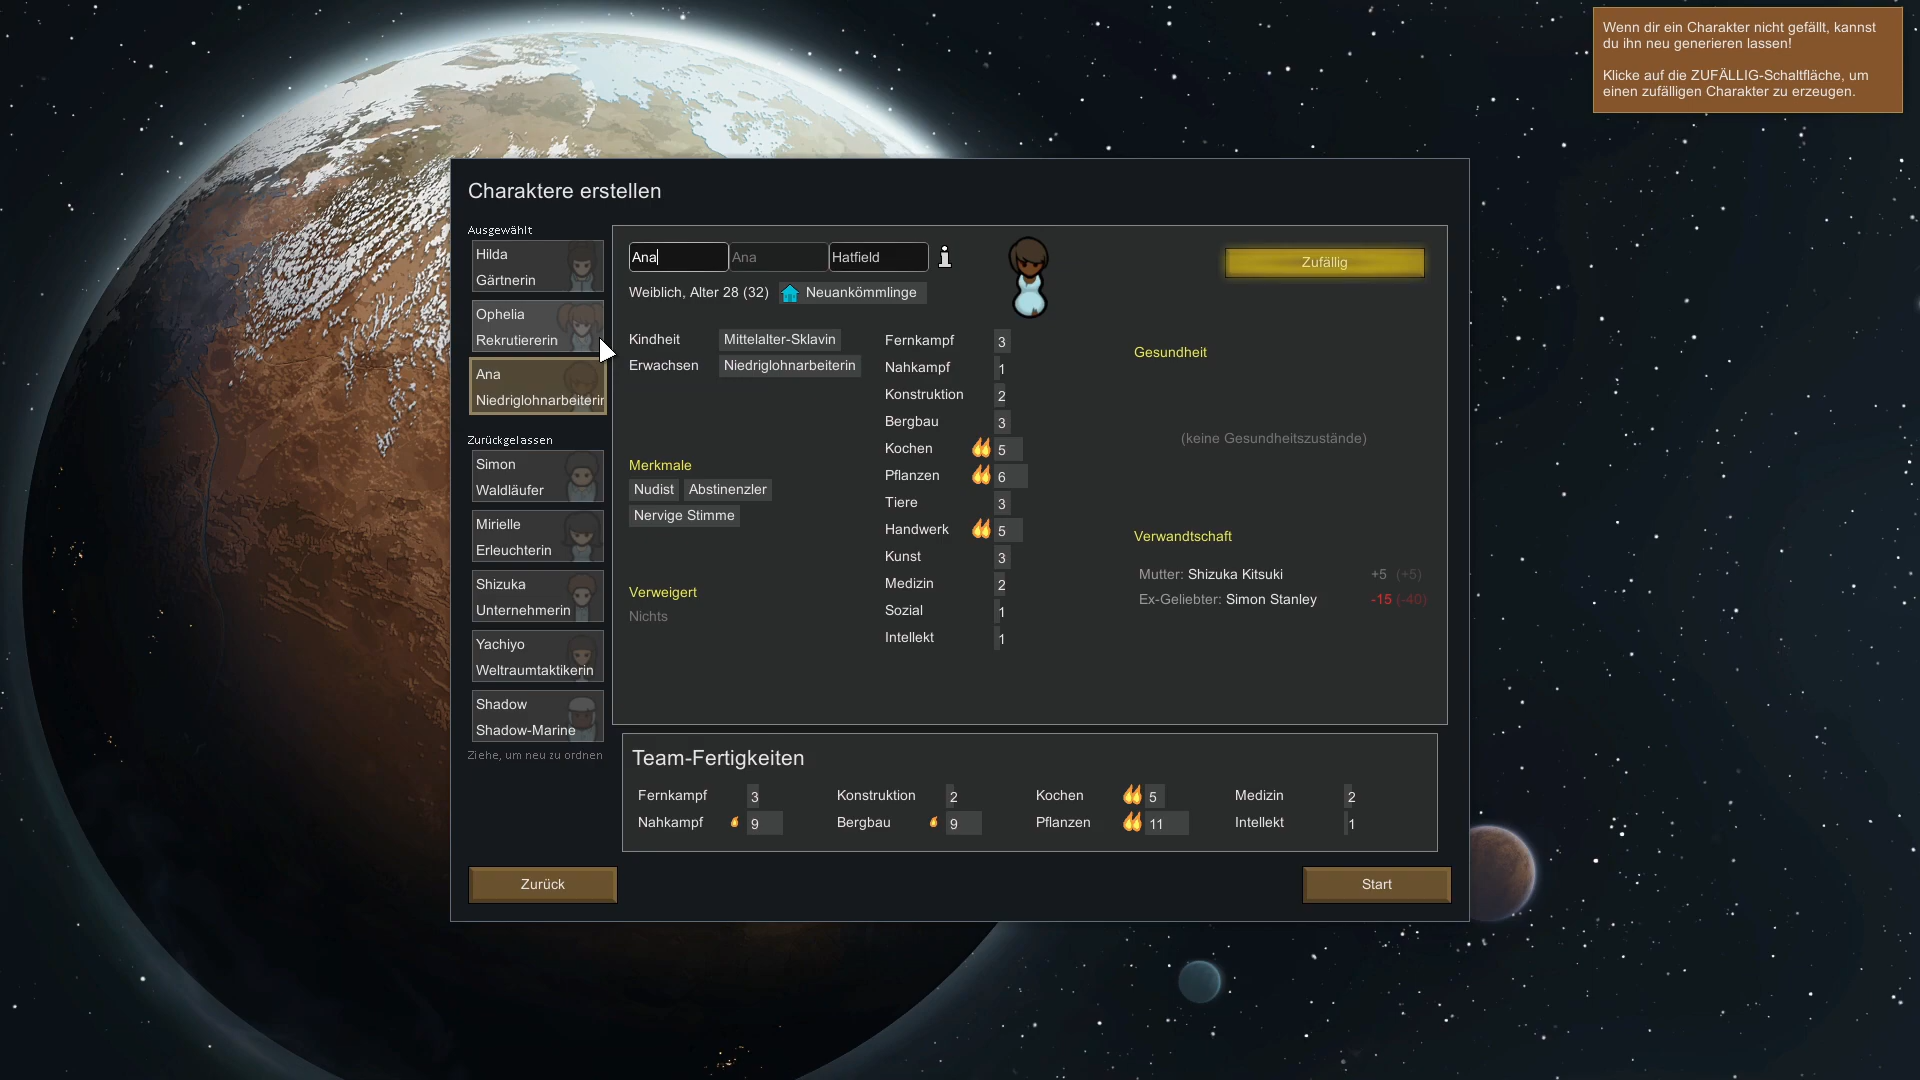 Wenn dir ein Charakter nicht gefällt, kannst
du ihn neu generieren lassen!
Klicke auf die ZUFÄLLIG-Schaltfläche, um
einen zufälligen Charakter zu erzeugen.
Charaktere erstellen
Ausgewählt
Hilda
Gärtnerin
Ophelia
Rekrutiererin
Ana
Niedriglohnarbeiterin
Zurückgelassen
Simon
Waldläufer
Mirielle
Erleuchterin
Shizuka
Unternehmerin
Yachiyo
Weltraumtaktikerin
Shadow
Shadow-Marine
Ziehe, um neu zu ordnen
Ana Ana Hatfield
Zufällig
Weiblich, Alter 28 (32) Neuankömmlinge
Kindheit Mittelalter-Sklavin
Erwachsen Niedriglohnarbeiterin
Merkmale
Nudist Abstinenzler
Nervige Stimme
Verweigert
Nichts
Fernkampf 3
Nahkampf 1
Konstruktion 2
Bergbau 3
Kochen 5
Pflanzen 6
Tiere 3
Handwerk 5
Kunst 3
Medizin 2
Sozial 1
Intellekt 1
Gesundheit
(keine Gesundheitszustände)
Verwandtschaft
Mutter: Shizuka Kitsuki +5 (+5)
Ex-Geliebter: Simon Stanley -15 (-40)
Team-Fertigkeiten
Fernkampf 3 Konstruktion 2 Kochen 5 Medizin 2
Nahkampf 9 Bergbau 9 Pflanzen 11 Intellekt 1
Zurück
Start